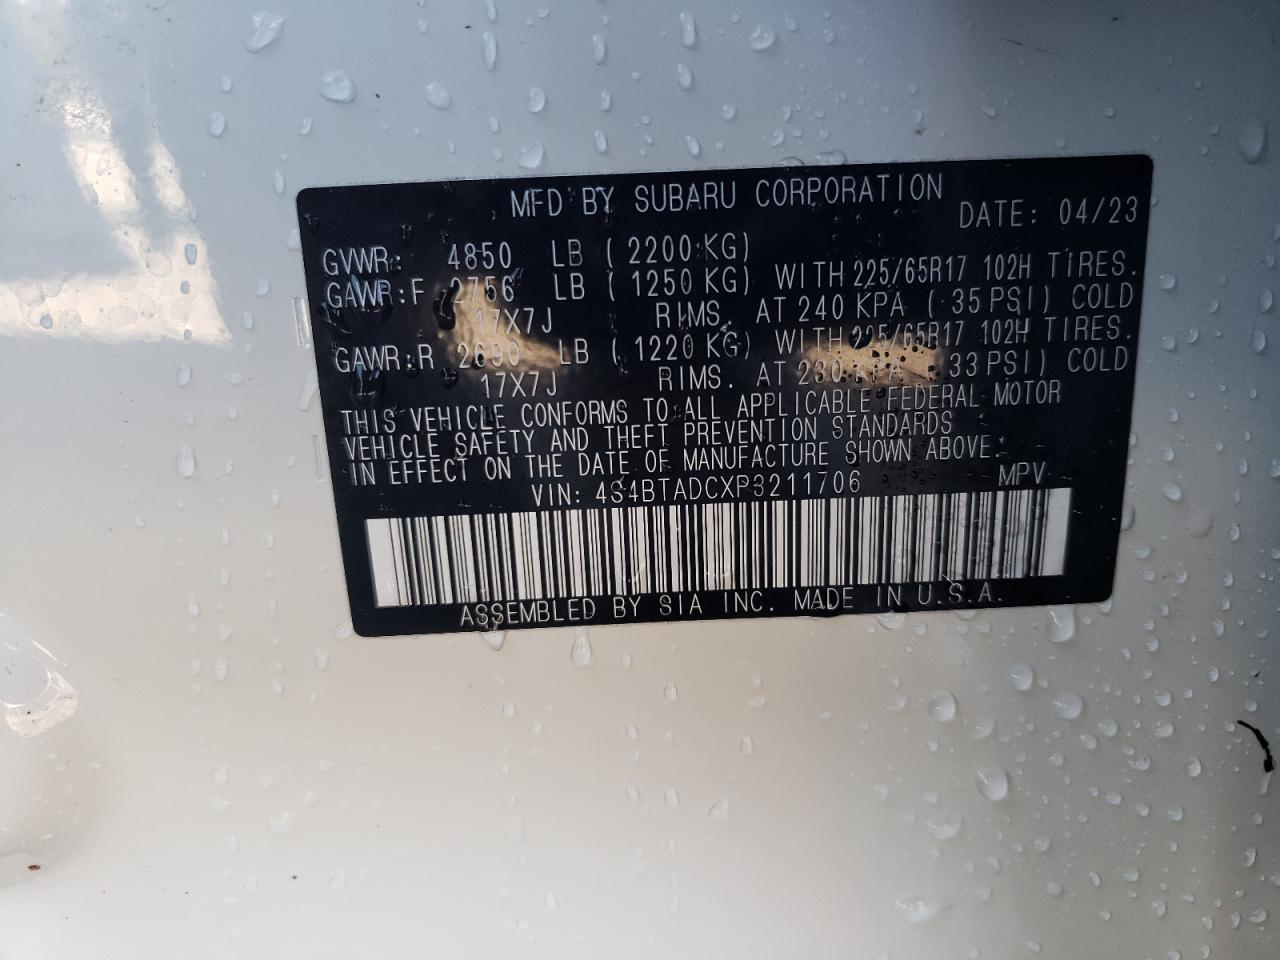 MFD BY SUBARU CORPORATION
DATE: 04/23
GVWR: 4850 LB ( 2200 KG)
GAWR:F 2756 LB ( 1250 KG) WITH 225/65R17 102H TIRES.
17X7J RIMS. AT 240 KPA ( 35 PSI) COLD
GAWR:R 2690 LB ( 1220 KG) WITH 225/65R17 102H TIRES.
17X7J RIMS. AT 230 KPA 33 PSI) COLD
THIS VEHICLE CONFORMS TO ALL APPLICABLE FEDERAL MOTOR
VEHICLE SAFETY AND THEFT PREVENTION STANDARDS
IN EFFECT ON THE DATE OF MANUFACTURE SHOWN ABOVE.
VIN: 4S4BTADCXP3211706 MPV
ASSEMBLED BY SIA INC. MADE IN U.S.A.